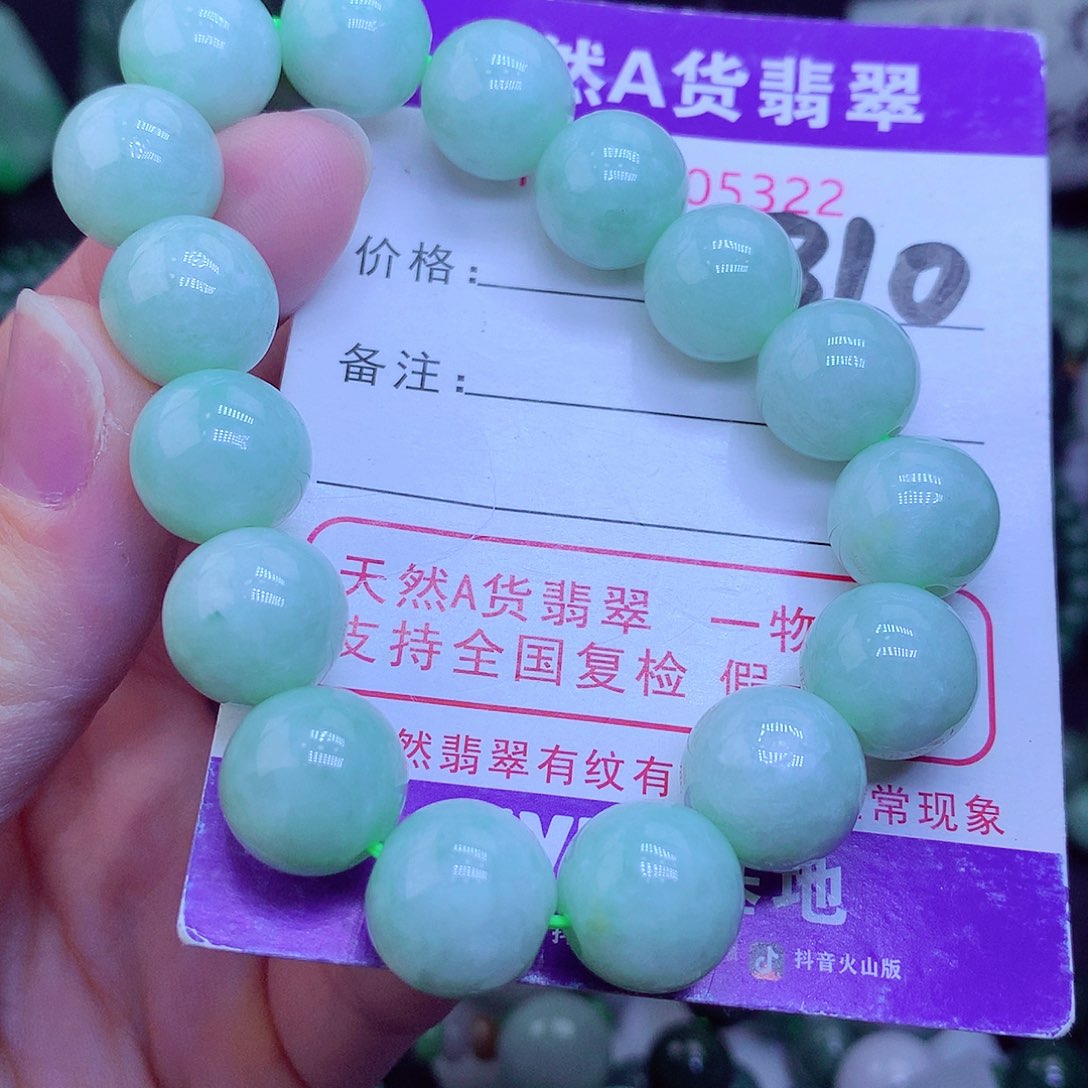 然A货翡翠
05322
价格: 310
备注:
天然A货翡翠 一物
支持全国复检 假
然翡翠有纹有 常现象
地
抖音火山版